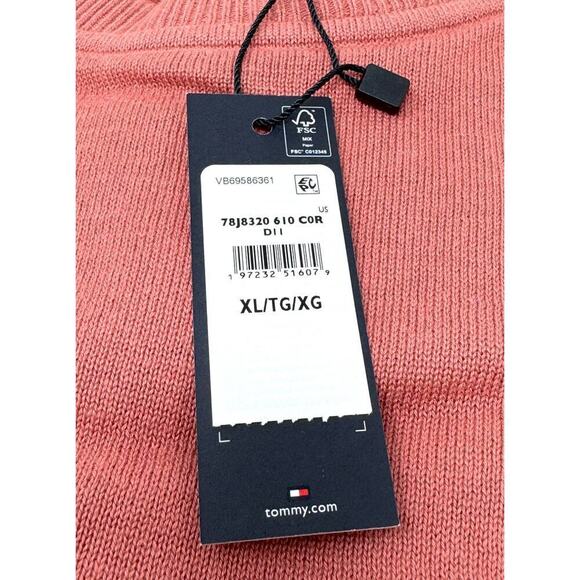 FSC
MIX
Paper
FSC® C012345
VB69586361
US
78J8320 610 C0R
D11
1 97232 51607 9
XL/TG/XG
tommy.com